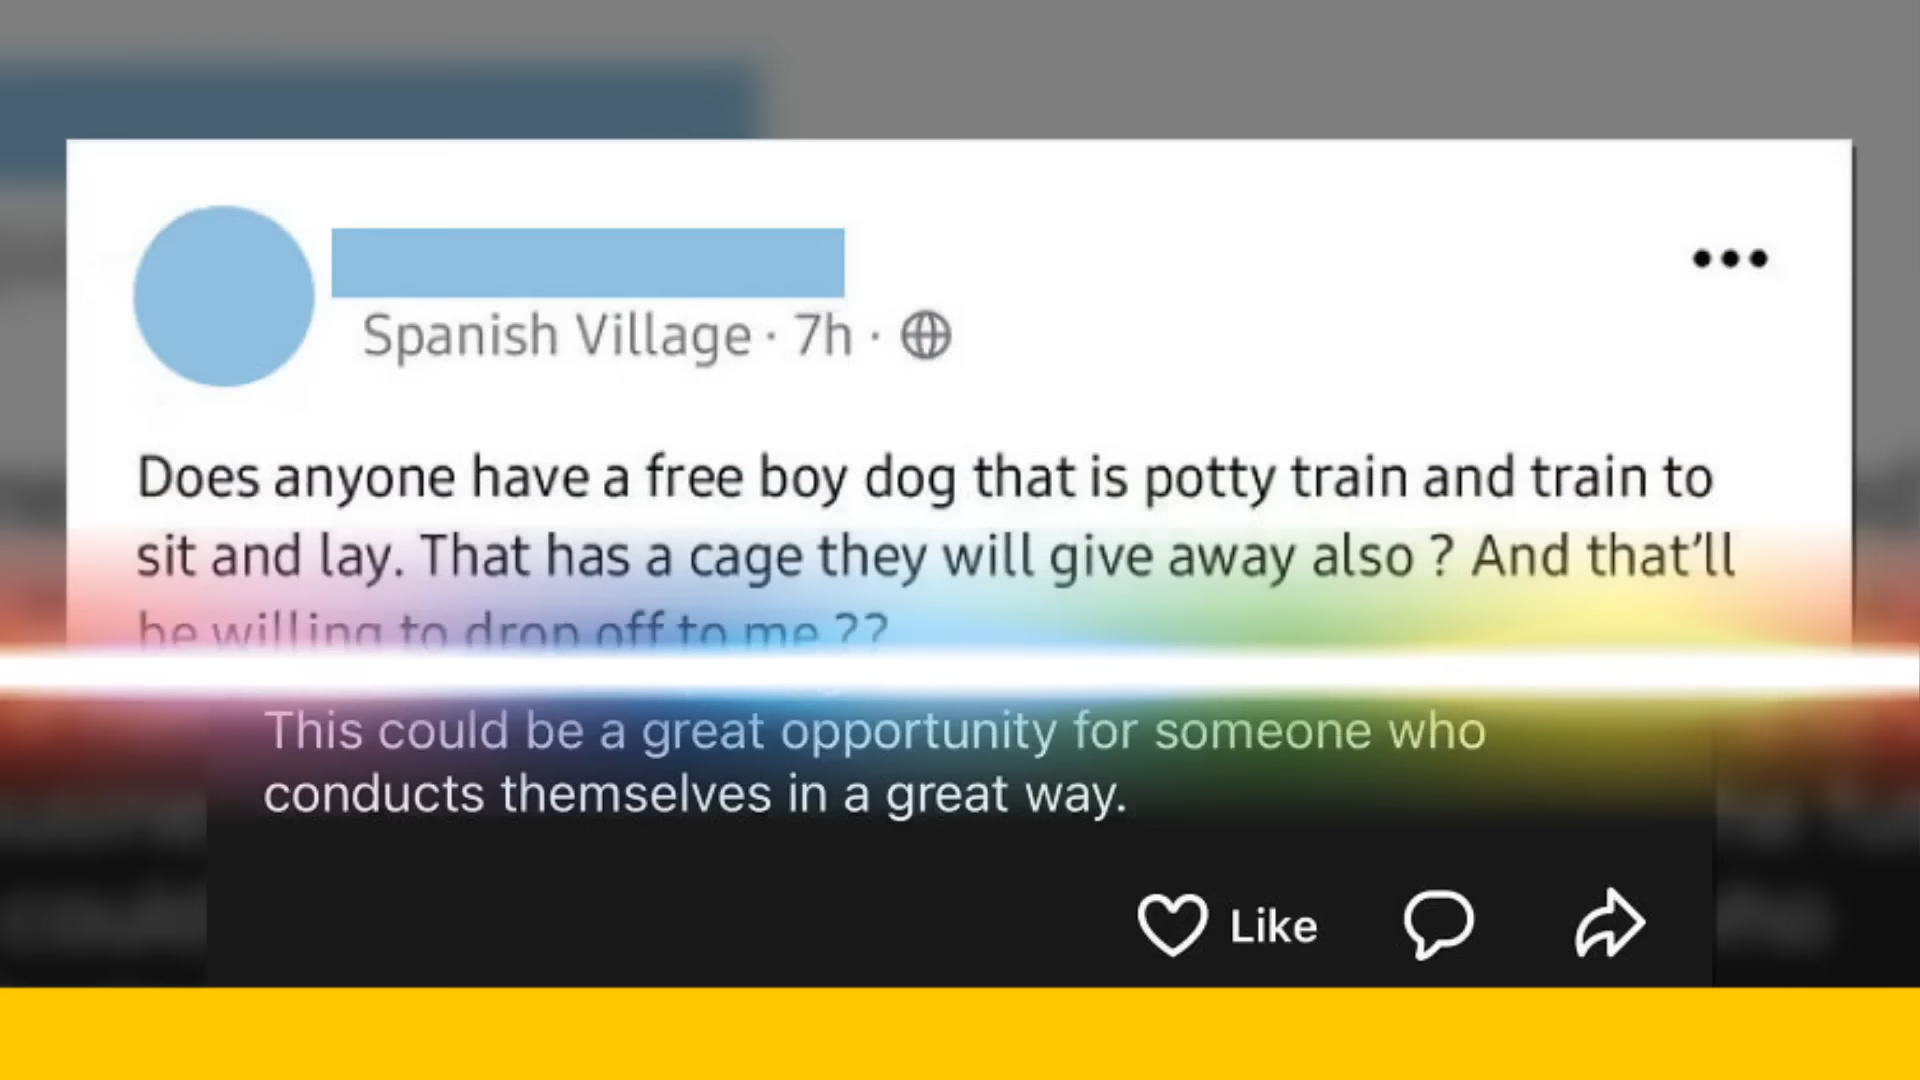 Spanish Village · 7h ·
Does anyone have a free boy dog that is potty train and train to
sit and lay. That has a cage they will give away also ? And that’ll
be willing to drop off to me ??
This could be a great opportunity for someone who
conducts themselves in a great way.
Like